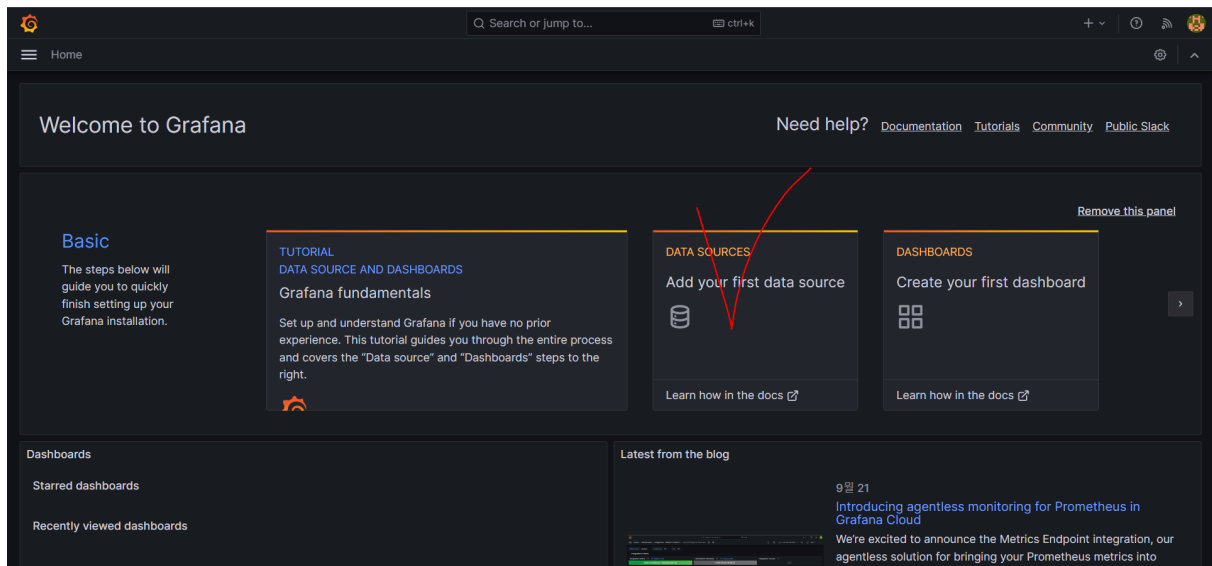 Search or jump to...
ctrl+k
Home
Welcome to Grafana
Need help?
Documentation
Tutorials
Community
Public Slack
Remove this panel
Basic
The steps below will
guide you to quickly
finish setting up your
Grafana installation.
TUTORIAL
DATA SOURCE AND DASHBOARDS
Grafana fundamentals
Set up and understand Grafana if you have no prior
experience. This tutorial guides you through the entire process
and covers the “Data source” and “Dashboards” steps to the
right.
DATA SOURCES
Add your first data source
Learn how in the docs
DASHBOARDS
Create your first dashboard
Learn how in the docs
Dashboards
Starred dashboards
Recently viewed dashboards
Latest from the blog
9월 21
Introducing agentless monitoring for Prometheus in
Grafana Cloud
We're excited to announce the Metrics Endpoint integration, our
agentless solution for bringing your Prometheus metrics into